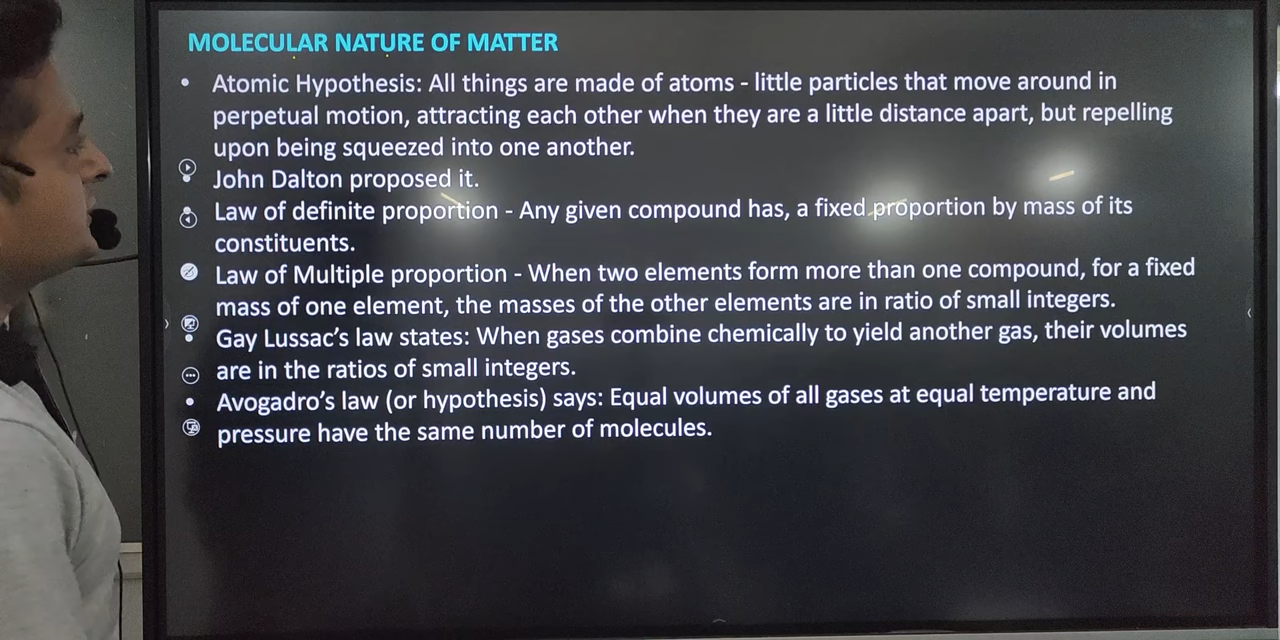 MOLECULAR NATURE OF MATTER
• Atomic Hypothesis: All things are made of atoms - little particles that move around in
perpetual motion, attracting each other when they are a little distance apart, but repelling
upon being squeezed into one another.
• John Dalton proposed it.
• Law of definite proportion - Any given compound has, a fixed proportion by mass of its
constituents.
• Law of Multiple proportion - When two elements form more than one compound, for a fixed
mass of one element, the masses of the other elements are in ratio of small integers.
• Gay Lussac's law states: When gases combine chemically to yield another gas, their volumes
are in the ratios of small integers.
• Avogadro's law (or hypothesis) says: Equal volumes of all gases at equal temperature and
pressure have the same number of molecules.